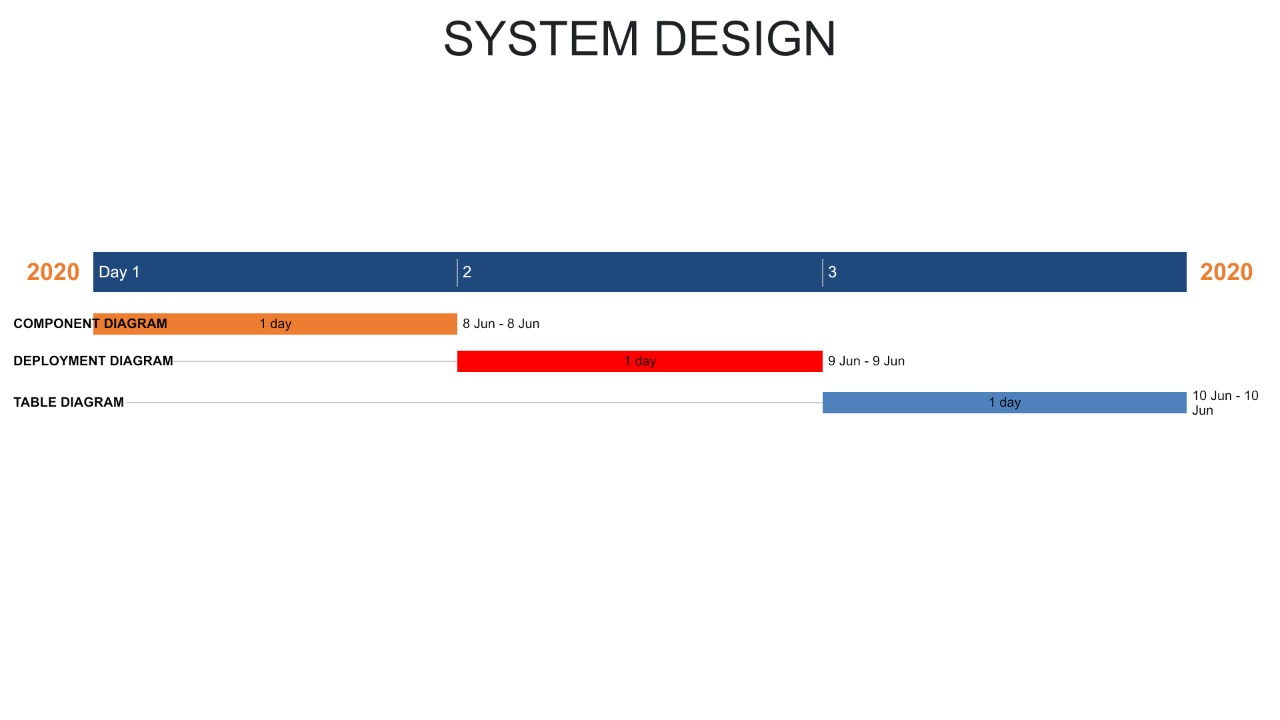 SYSTEM DESIGN
2020 Day 1 2 3 2020
COMPONENT DIAGRAM 1 day 8 Jun - 8 Jun
DEPLOYMENT DIAGRAM 1 day 9 Jun - 9 Jun
TABLE DIAGRAM 1 day 10 Jun - 10
Jun